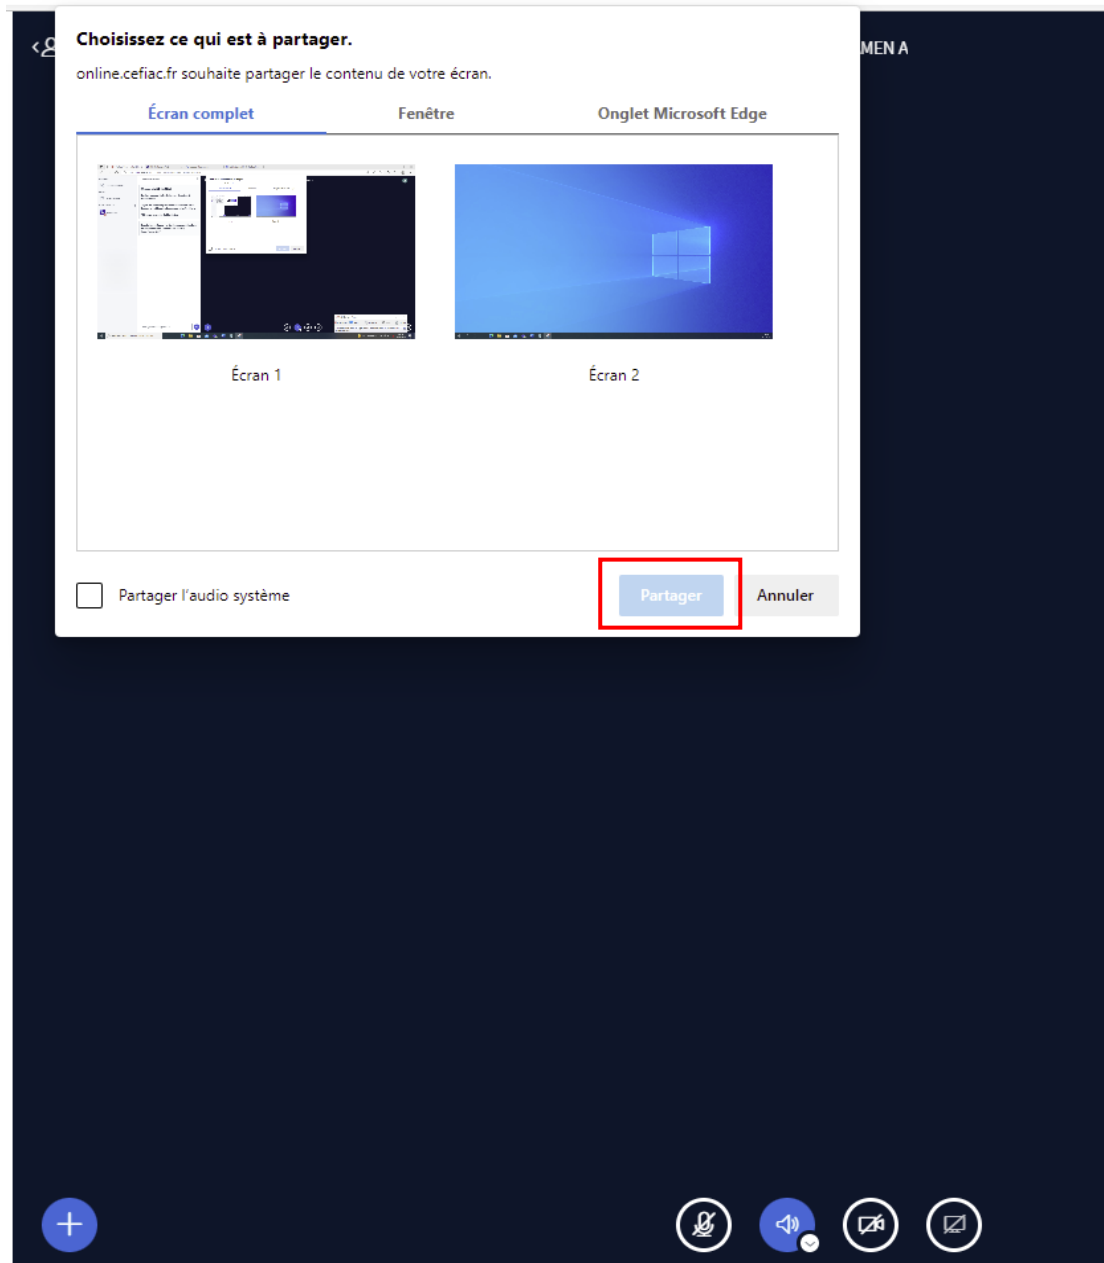 MEN A
Choisissez ce qui est à partager.
online.cefiac.fr souhaite partager le contenu de votre écran.
Écran complet
Fenêtre
Onglet Microsoft Edge
Écran 1
Écran 2
Partager l'audio système
Partager
Annuler